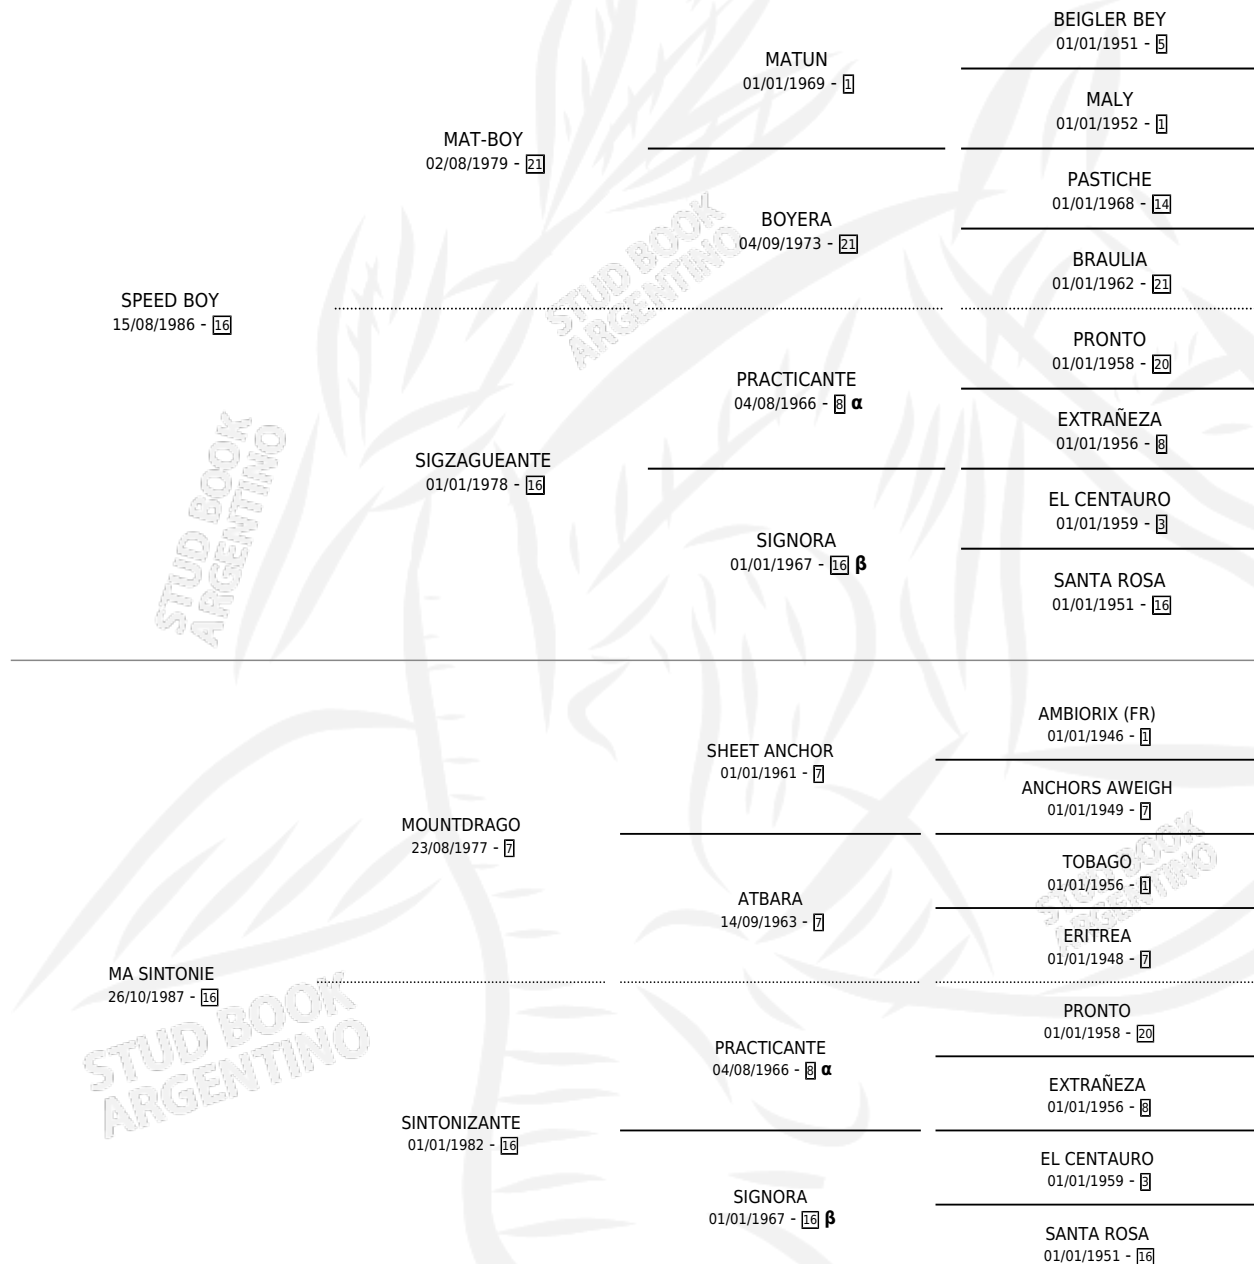 BEIGLER BEY
01/01/1951 - 5
MATUN
01/01/1969 - 1
MALY
01/01/1952 - 1
MAT-BOY
02/08/1979 - 21
PASTICHE
01/01/1968 - 14
BOYERA
04/09/1973 - 21
BRAULIA
01/01/1962 - 21
SPEED BOY
15/08/1986 - 16
STUD BOOK
ARGENTINO
PRONTO
01/01/1958 - 20
PRACTICANTE
04/08/1966 - 8 α
EXTRAÑEZA
01/01/1956 - 8
SIGZAGUEANTE
01/01/1978 - 16
EL CENTAURO
01/01/1959 - 3
SIGNORA
01/01/1967 - 16 β
SANTA ROSA
01/01/1951 - 16
STUD BOOK
ARGENTINO
AMBIORIX (FR)
01/01/1946 - 1
SHEET ANCHOR
01/01/1961 - 7
ANCHORS AWEIGH
01/01/1949 - 7
MOUNTDRAGO
23/08/1977 - 7
TOBAGO
01/01/1956 - 1
STUD BOOK
ARGENTINO
ATBARA
14/09/1963 - 7
ERITREA
01/01/1948 - 7
MA SINTONIE
26/10/1987 - 16
STUD BOOK
ARGENTINO
PRONTO
01/01/1958 - 20
PRACTICANTE
04/08/1966 - 8 α
EXTRAÑEZA
01/01/1956 - 8
SINTONIZANTE
01/01/1982 - 16
EL CENTAURO
01/01/1959 - 3
SIGNORA
01/01/1967 - 16 β
SANTA ROSA
01/01/1951 - 16